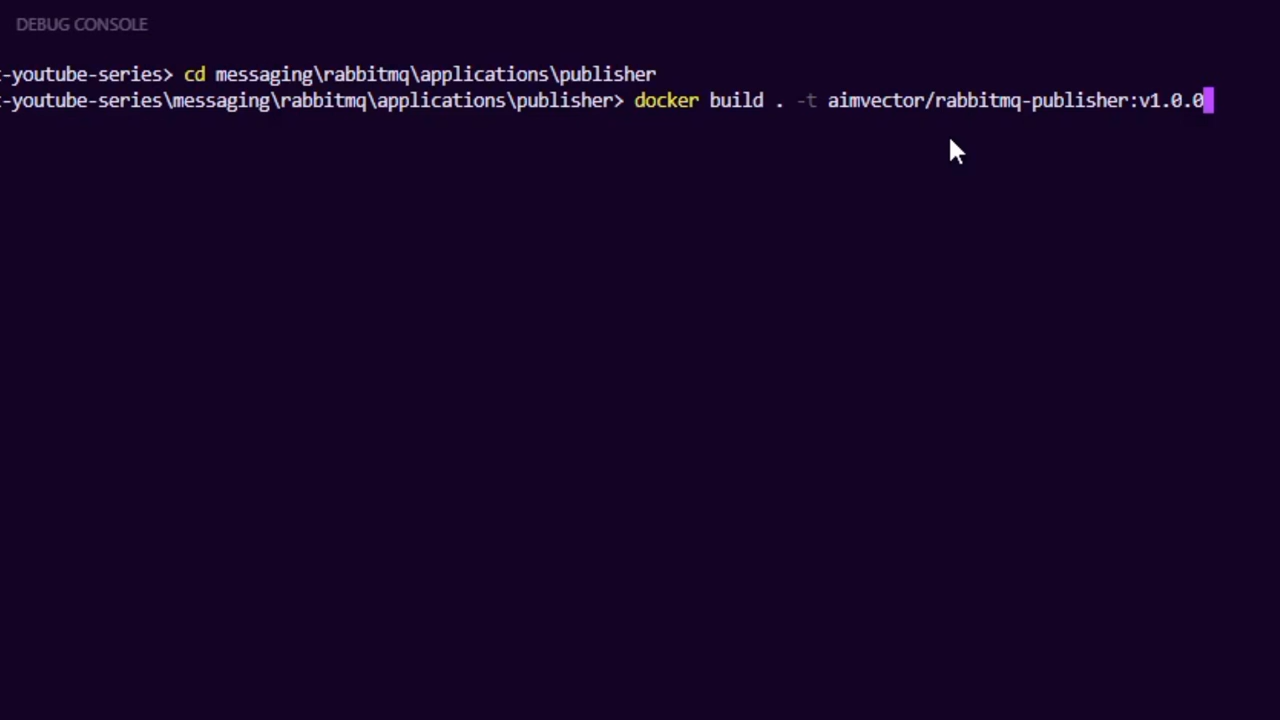 DEBUG CONSOLE
-youtube-series> cd messaging\rabbitmq\applications\publisher
-youtube-series\messaging\rabbitmq\applications\publisher> docker build . -t aimvector/rabbitmq-publisher:v1.0.0